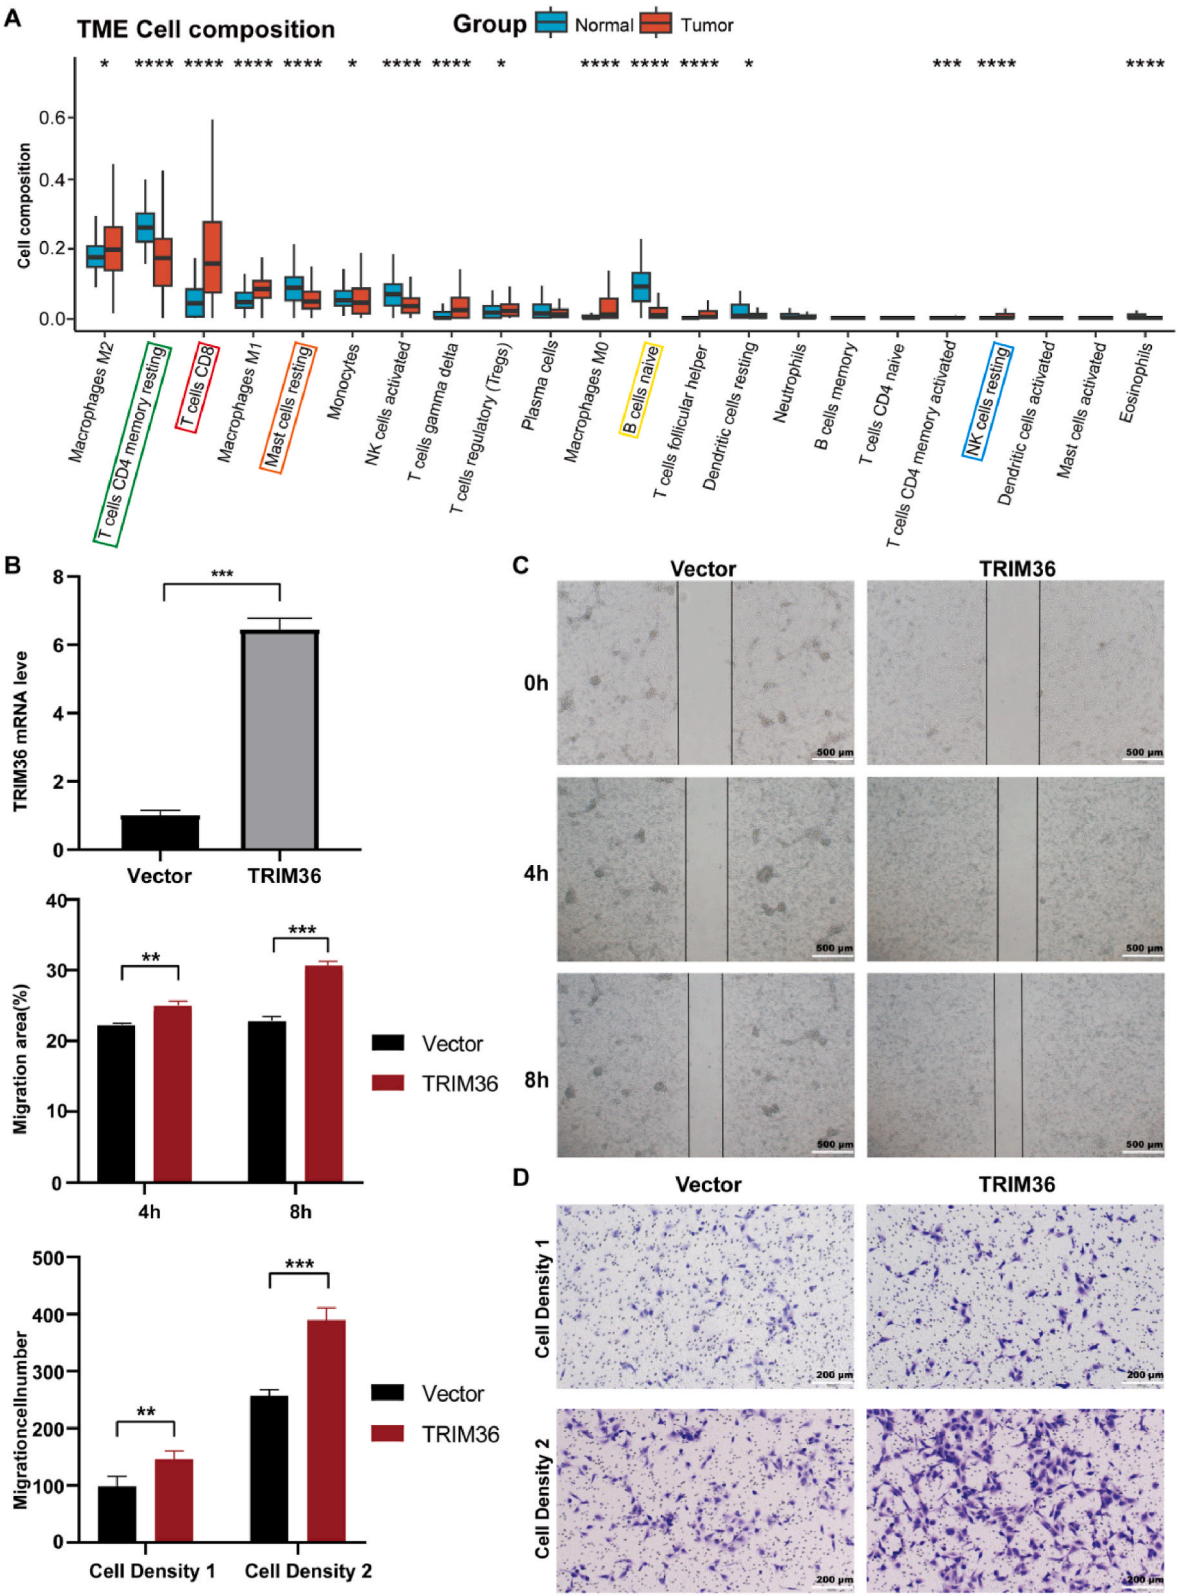 A
TME Cell composition
Group Normal Tumor
* **** **** **** **** * **** **** * **** **** **** * *** **** ****
Cell composition
0.6
0.4
0.2
0.0
Macrophages M2
T cells CD4 memory resting
T cells CD8
Macrophages M1
Mast cells resting
Monocytes
NK cells activated
T cells gamma delta
T cells regulatory (Tregs)
Plasma cells
Macrophages M0
B cells naive
T cells follicular helper
Dendritic cells resting
Neutrophils
B cells memory
T cells CD4 naive
T cells CD4 memory activated
NK cells resting
Dendritic cells activated
Mast cells activated
Eosinophils
B
TRIM36 mRNA leve
8
6
4
2
0
***
Vector TRIM36
Migration area(%)
40
30
20
10
0
**
***
4h 8h
Vector
TRIM36
Migrationcellnumber
500
400
300
200
100
0
**
***
Cell Density 1 Cell Density 2
Vector
TRIM36
C
Vector TRIM36
0h
500 μm
500 μm
4h
500 μm
500 μm
8h
500 μm
500 μm
D
Vector TRIM36
Cell Density 1
200 μm
200 μm
Cell Density 2
200 μm
200 μm